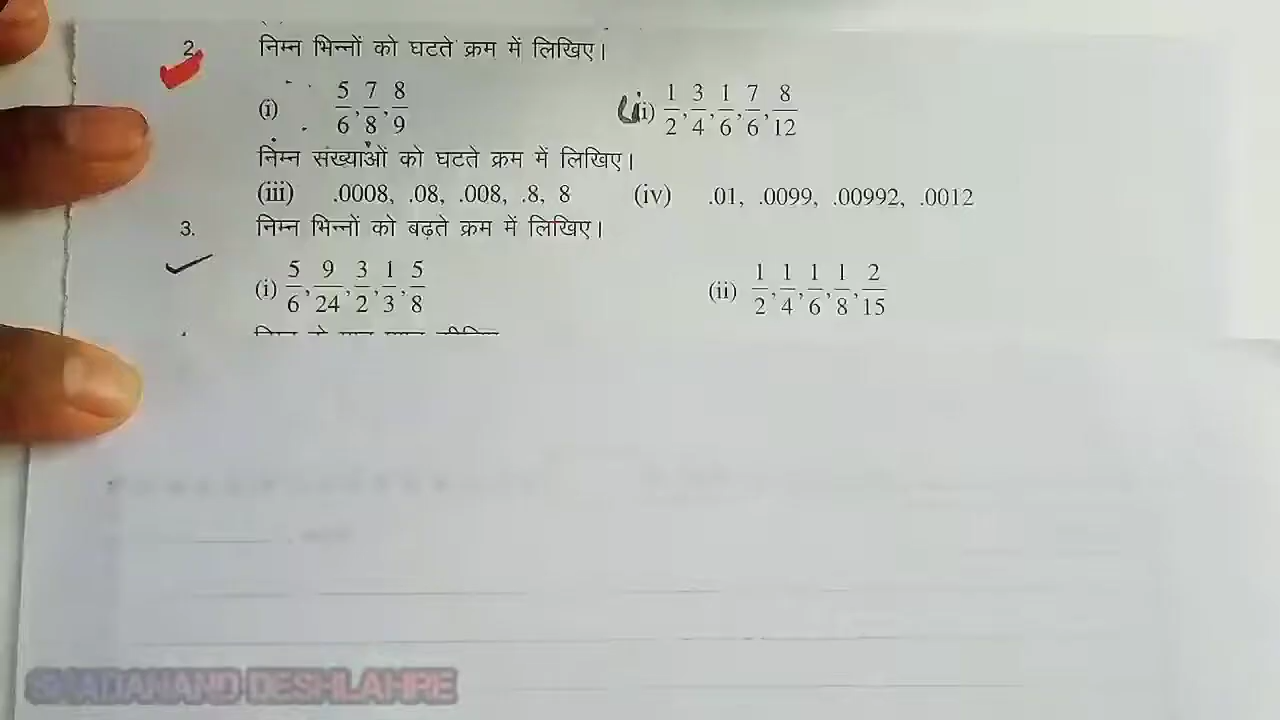 2. निम्न भिन्नों को घटते क्रम में लिखिए।
(i) 5/6, 7/8, 8/9 (ii) 1/2, 3/4, 1/6, 7/6, 8/12
निम्न संख्याओं को घटते क्रम में लिखिए।
(iii) .0008, .08, .008, .8, 8 (iv) .01, .0099, .00992, .0012
3. निम्न भिन्नों को बढ़ते क्रम में लिखिए।
(i) 5/6, 9/24, 3/2, 1/3, 5/8 (ii) 1/2, 1/4, 1/6, 1/8, 2/15
DESHLAHRE